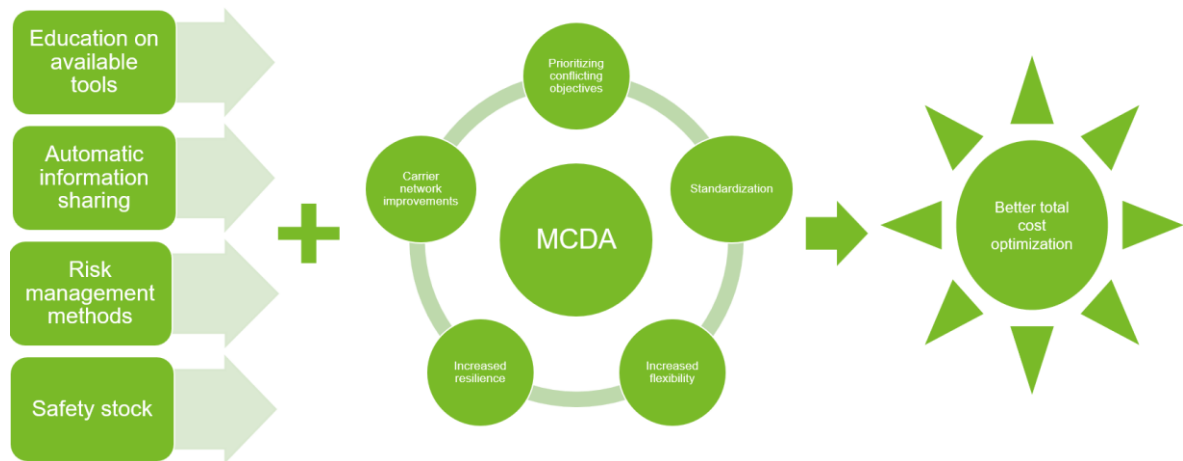 Education on
available
tools
Automatic
information
sharing
Risk
management
methods
Safety stock
Prioritizing
conflicting
objectives
Carrier
network
improvements
Standardization
MCDA
Increased
resilience
Increased
flexibility
Better total
cost
optimization